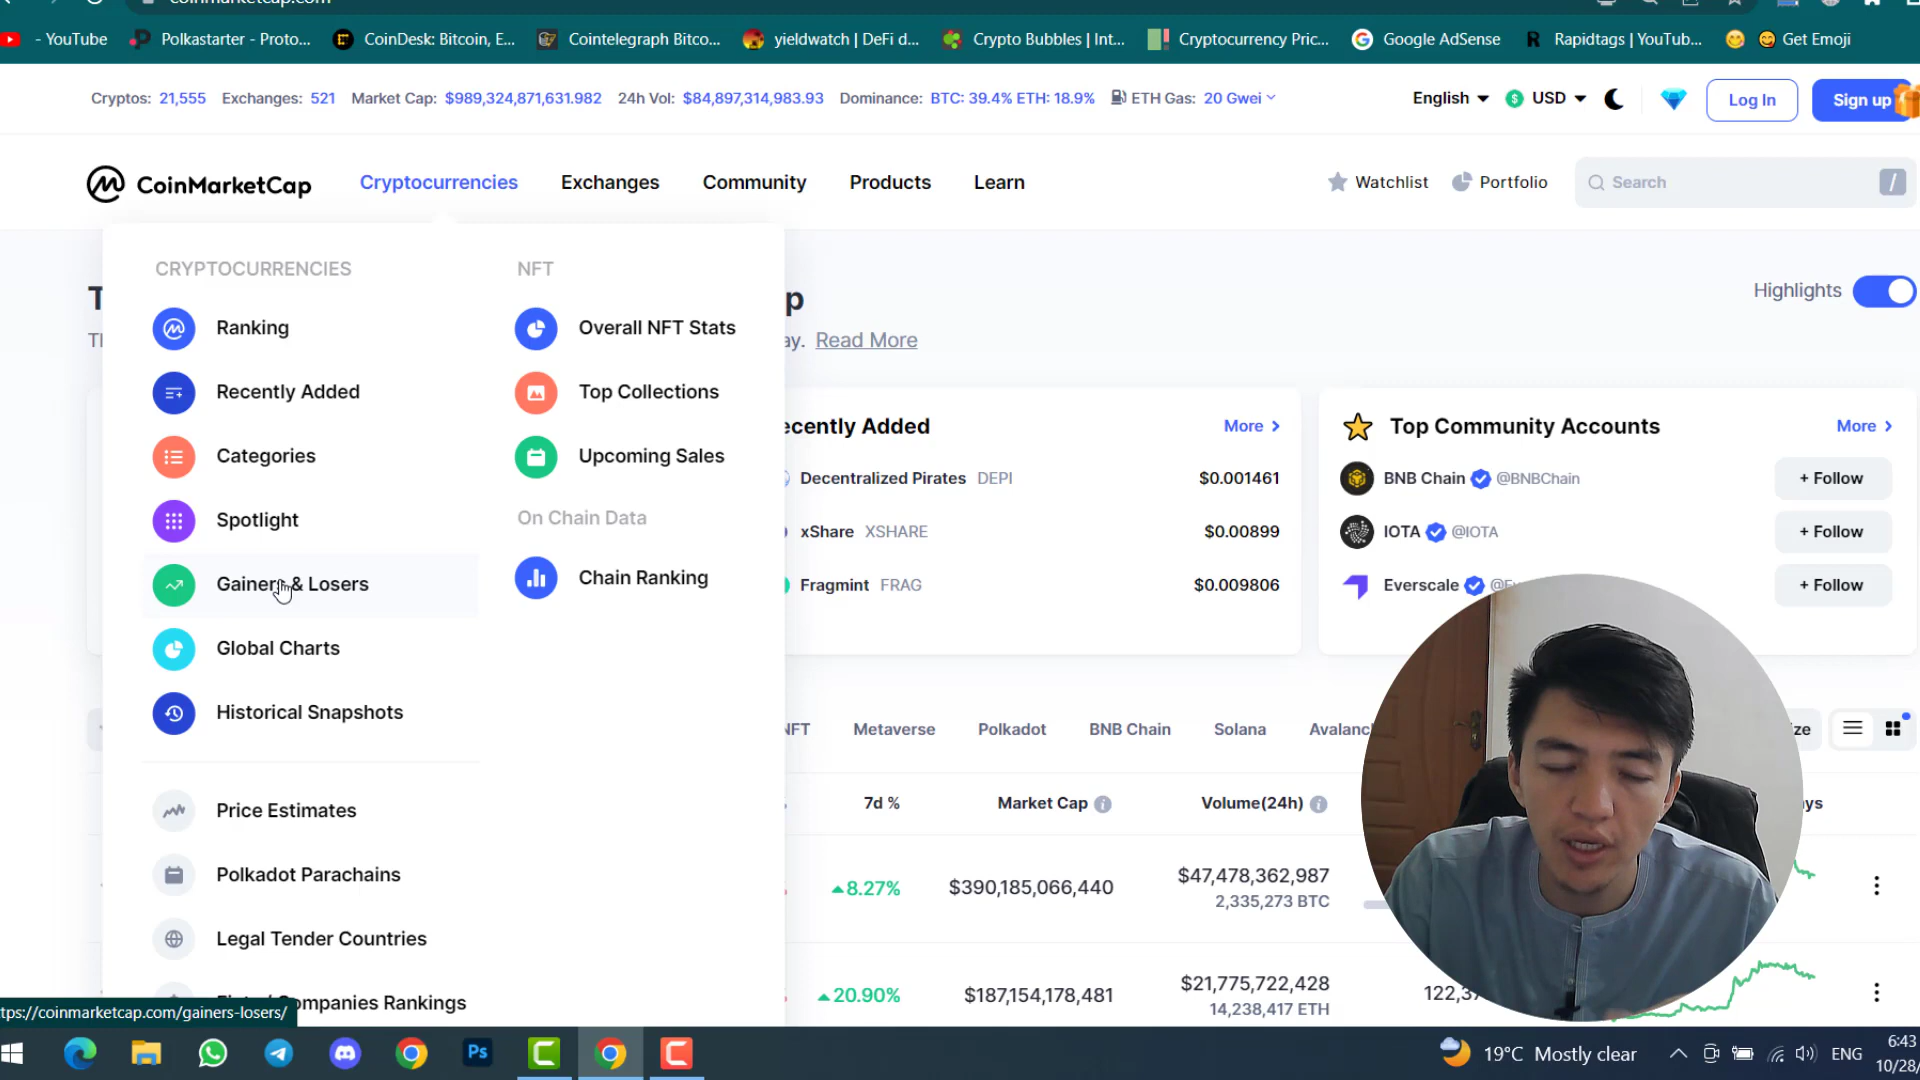 - YouTube
Polkastarter - Proto...
CoinDesk: Bitcoin, E...
Cointelegraph Bitco...
yieldwatch | DeFi d...
Crypto Bubbles | Int...
Cryptocurrency Pric...
Google AdSense
Rapidtags | YouTub...
Get Emoji
Cryptos: 21,555 Exchanges: 521 Market Cap: $989,324,871,631.982 24h Vol: $84,897,314,983.93 Dominance: BTC: 39.4% ETH: 18.9% ETH Gas: 20 Gwei
English
USD
Log In
Sign up
CoinMarketCap
Cryptocurrencies
Exchanges
Community
Products
Learn
Watchlist
Portfolio
Search
/
CRYPTOCURRENCIES
Ranking
Recently Added
Categories
Spotlight
Gainers & Losers
Global Charts
Historical Snapshots
Price Estimates
Polkadot Parachains
Legal Tender Countries
Companies Rankings
NFT
Overall NFT Stats
Top Collections
Upcoming Sales
On Chain Data
Chain Ranking
Read More
Highlights
ecently Added
More >
Decentralized Pirates DEPI $0.001461
xShare XSHARE $0.00899
Fragmint FRAG $0.009806
Top Community Accounts
More >
BNB Chain @BNBChain + Follow
IOTA @IOTA + Follow
Everscale + Follow
NFT
Metaverse
Polkadot
BNB Chain
Solana
Avalanc
7d %
Market Cap
Volume(24h)
8.27%
$390,185,066,440
$47,478,362,987
2,335,273 BTC
20.90%
$187,154,178,481
$21,775,722,428
14,238,417 ETH
tps://coinmarketcap.com/gainers-losers/
Ps
19°C Mostly clear
ENG
6:43
10/28/